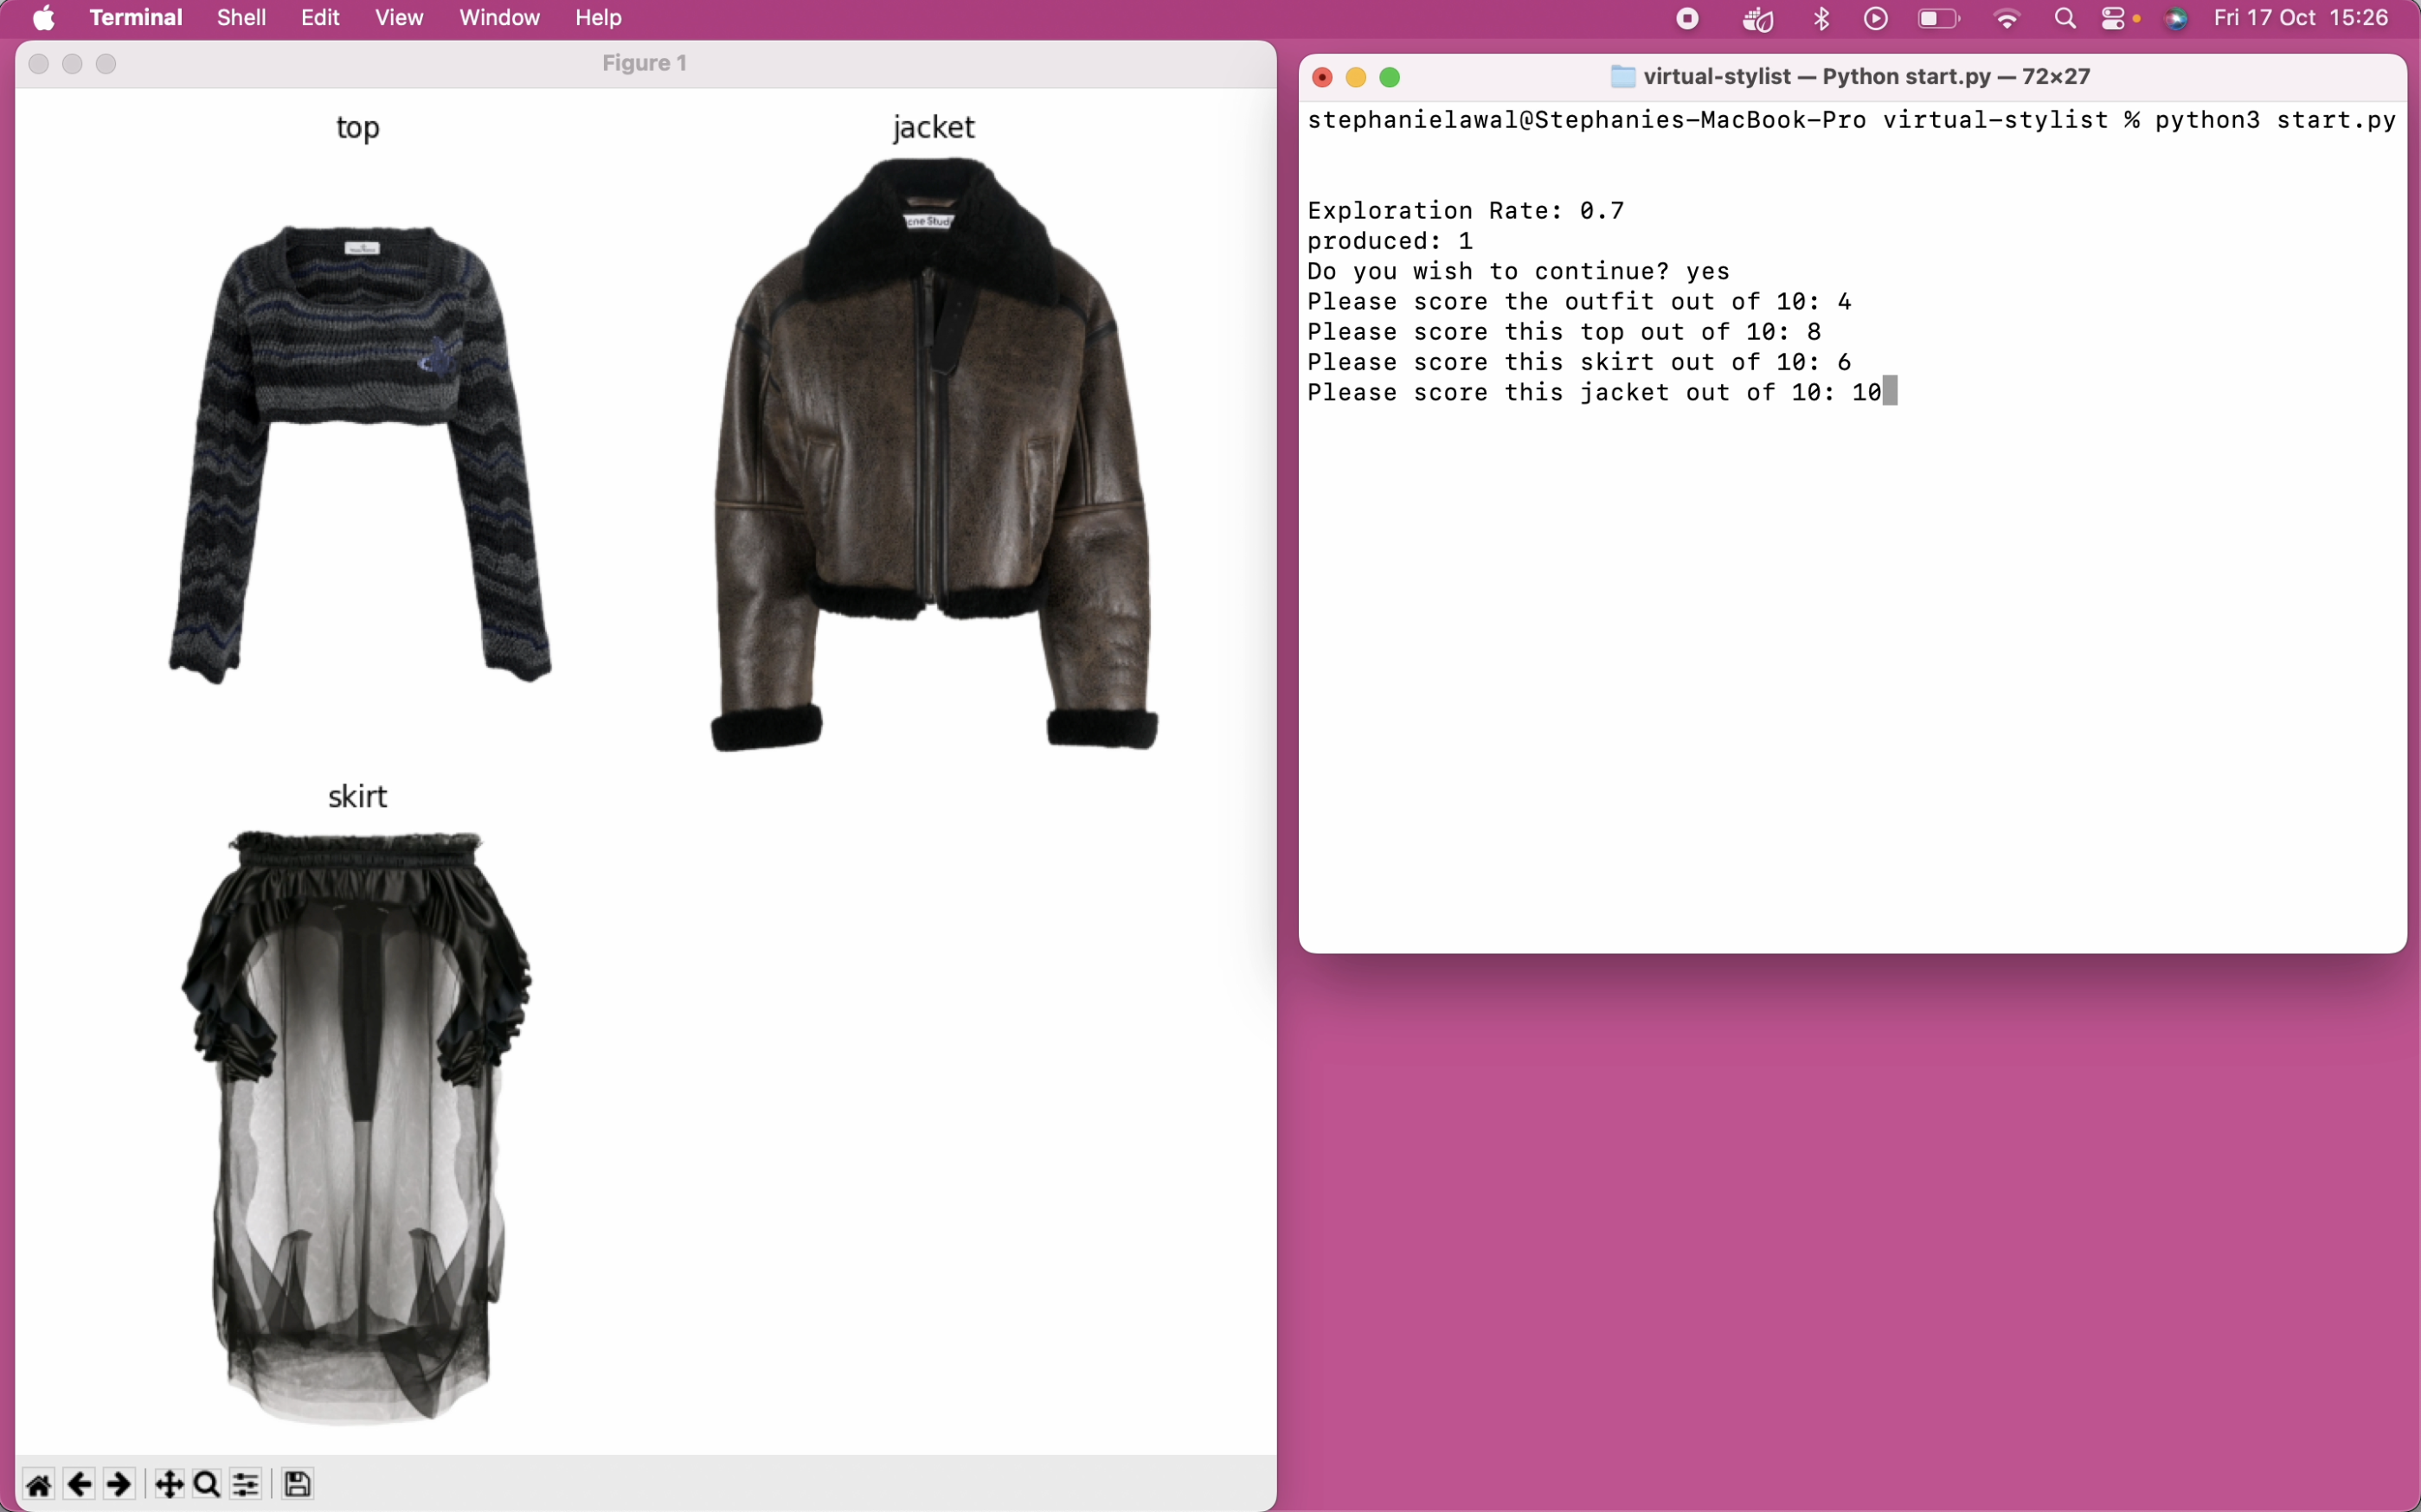 Terminal Shell Edit View Window Help
Fri 17 Oct 15:26
Figure 1
top
jacket
skirt
virtual-stylist — Python start.py — 72×27
stephanielawal@Stephanies-MacBook-Pro virtual-stylist % python3 start.py
Exploration Rate: 0.7
produced: 1
Do you wish to continue? yes
Please score the outfit out of 10: 4
Please score this top out of 10: 8
Please score this skirt out of 10: 6
Please score this jacket out of 10: 10